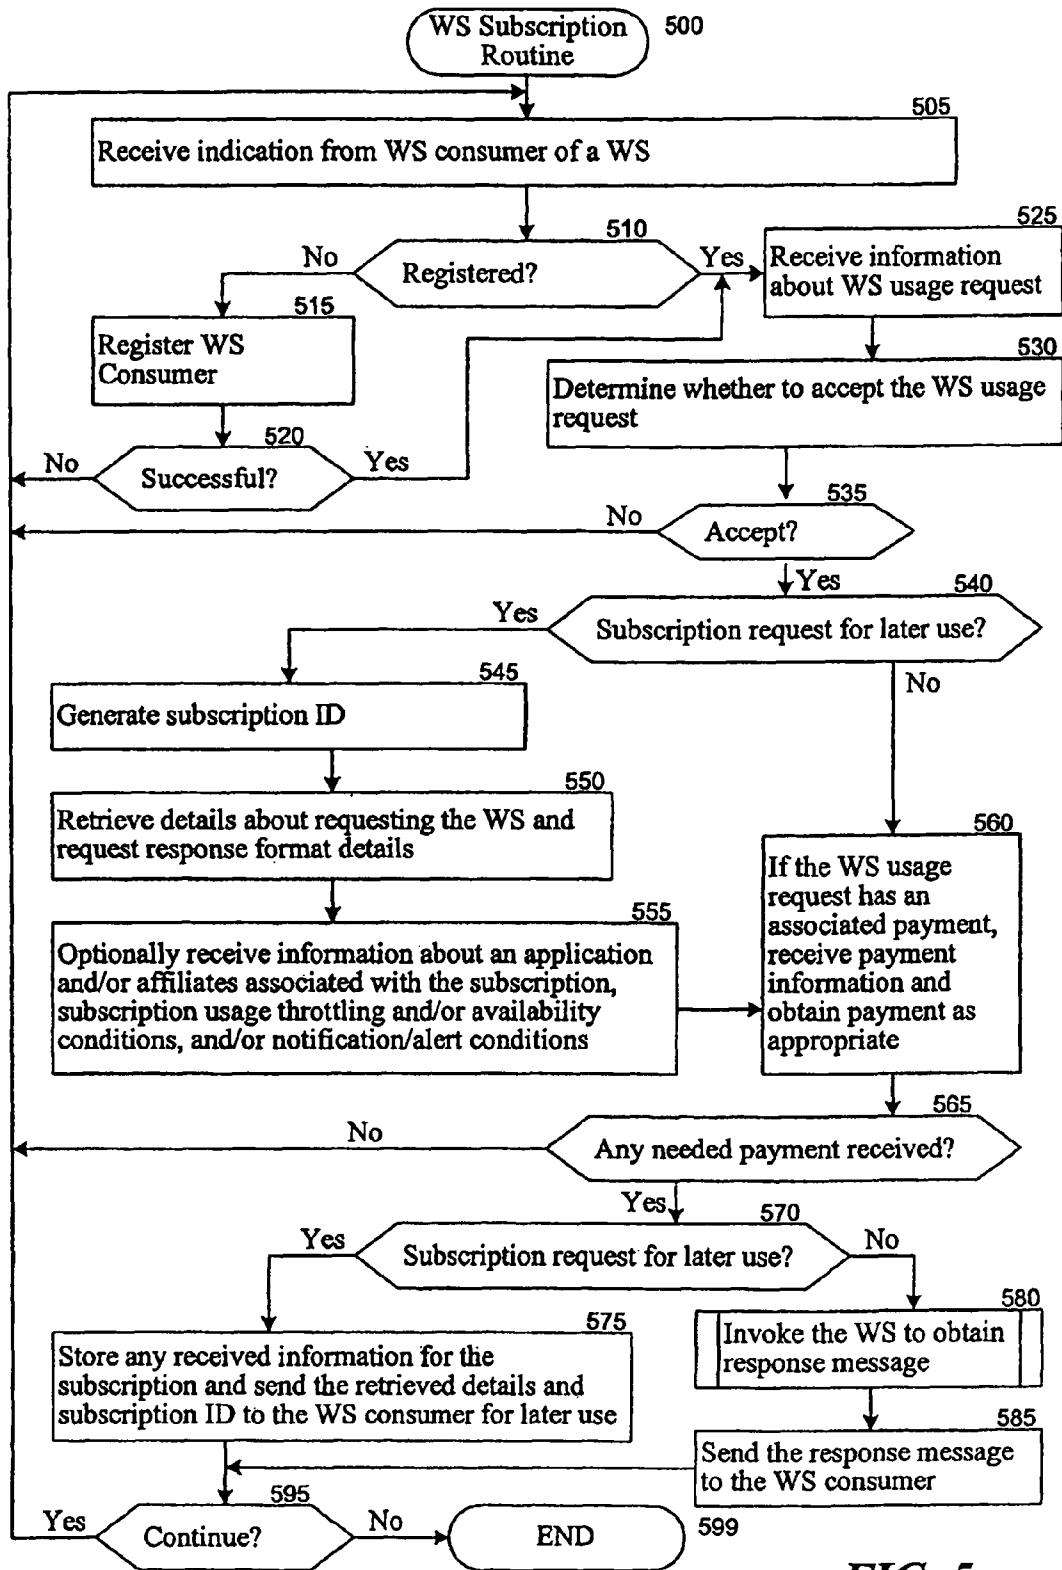 WS Subscription
Routine
500
505
Receive indication from WS consumer of a WS
510
Registered?
No
Yes
525
Receive information
about WS usage request
515
Register WS
Consumer
530
Determine whether to accept the WS usage
request
520
Successful?
No
Yes
535
Accept?
No
Yes
540
Subscription request for later use?
Yes
No
545
Generate subscription ID
550
Retrieve details about requesting the WS and
request response format details
555
Optionally receive information about an application
and/or affiliates associated with the subscription,
subscription usage throttling and/or availability
conditions, and/or notification/alert conditions
560
If the WS usage
request has an
associated payment,
receive payment
information and
obtain payment as
appropriate
565
Any needed payment received?
No
Yes
570
Subscription request for later use?
Yes
No
575
Store any received information for the
subscription and send the retrieved details and
subscription ID to the WS consumer for later use
580
Invoke the WS to obtain
response message
585
Send the response message
to the WS consumer
595
Continue?
Yes
No
END
599
FIG. 5